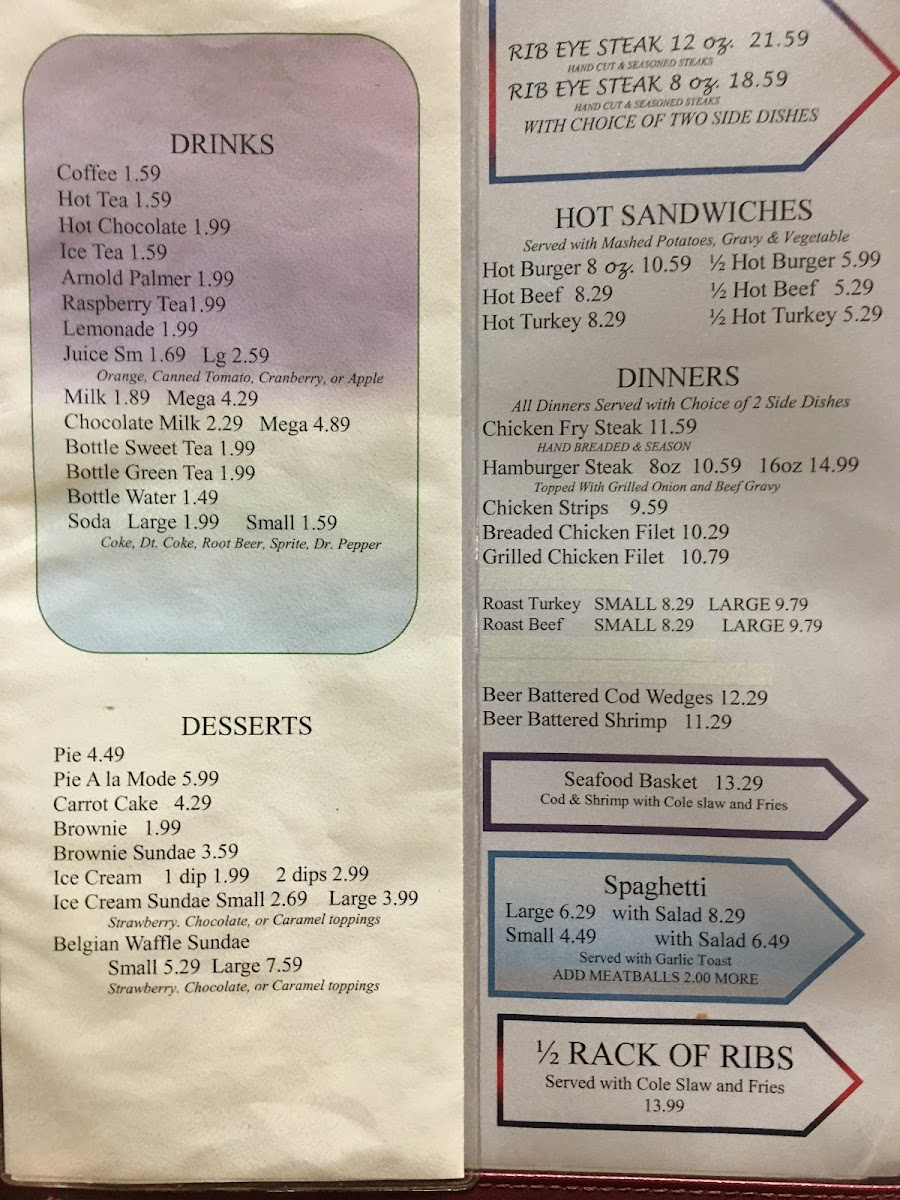 DRINKS
Coffee 1.59
Hot Tea 1.59
Hot Chocolate 1.99
Ice Tea 1.59
Arnold Palmer 1.99
Raspberry Tea1.99
Lemonade 1.99
Juice Sm 1.69 Lg 2.59
Orange, Canned Tomato, Cranberry, or Apple
Milk 1.89 Mega 4.29
Chocolate Milk 2.29 Mega 4.89
Bottle Sweet Tea 1.99
Bottle Green Tea 1.99
Bottle Water 1.49
Soda Large 1.99 Small 1.59
Coke, Dt. Coke, Root Beer, Sprite, Dr. Pepper
DESSERTS
Pie 4.49
Pie A la Mode 5.99
Carrot Cake 4.29
Brownie 1.99
Brownie Sundae 3.59
Ice Cream 1 dip 1.99 2 dips 2.99
Ice Cream Sundae Small 2.69 Large 3.99
Strawberry. Chocolate, or Caramel toppings
Belgian Waffle Sundae
Small 5.29 Large 7.59
Strawberry. Chocolate, or Caramel toppings
RIB EYE STEAK 12 oz. 21.59
HAND CUT & SEASONED STEAKS
RIB EYE STEAK 8 oz. 18.59
HAND CUT & SEASONED STEAKS
WITH CHOICE OF TWO SIDE DISHES
HOT SANDWICHES
Served with Mashed Potatoes, Gravy & Vegetable
Hot Burger 8 oz. 10.59 ½ Hot Burger 5.99
Hot Beef 8.29 ½ Hot Beef 5.29
Hot Turkey 8.29 ½ Hot Turkey 5.29
DINNERS
All Dinners Served with Choice of 2 Side Dishes
Chicken Fry Steak 11.59
HAND BREADED & SEASON
Hamburger Steak 8oz 10.59 16oz 14.99
Topped With Grilled Onion and Beef Gravy
Chicken Strips 9.59
Breaded Chicken Filet 10.29
Grilled Chicken Filet 10.79
Roast Turkey SMALL 8.29 LARGE 9.79
Roast Beef SMALL 8.29 LARGE 9.79
Beer Battered Cod Wedges 12.29
Beer Battered Shrimp 11.29
Seafood Basket 13.29
Cod & Shrimp with Cole slaw and Fries
Spaghetti
Large 6.29 with Salad 8.29
Small 4.49 with Salad 6.49
Served with Garlic Toast
ADD MEATBALLS 2.00 MORE
½ RACK OF RIBS
Served with Cole Slaw and Fries
13.99